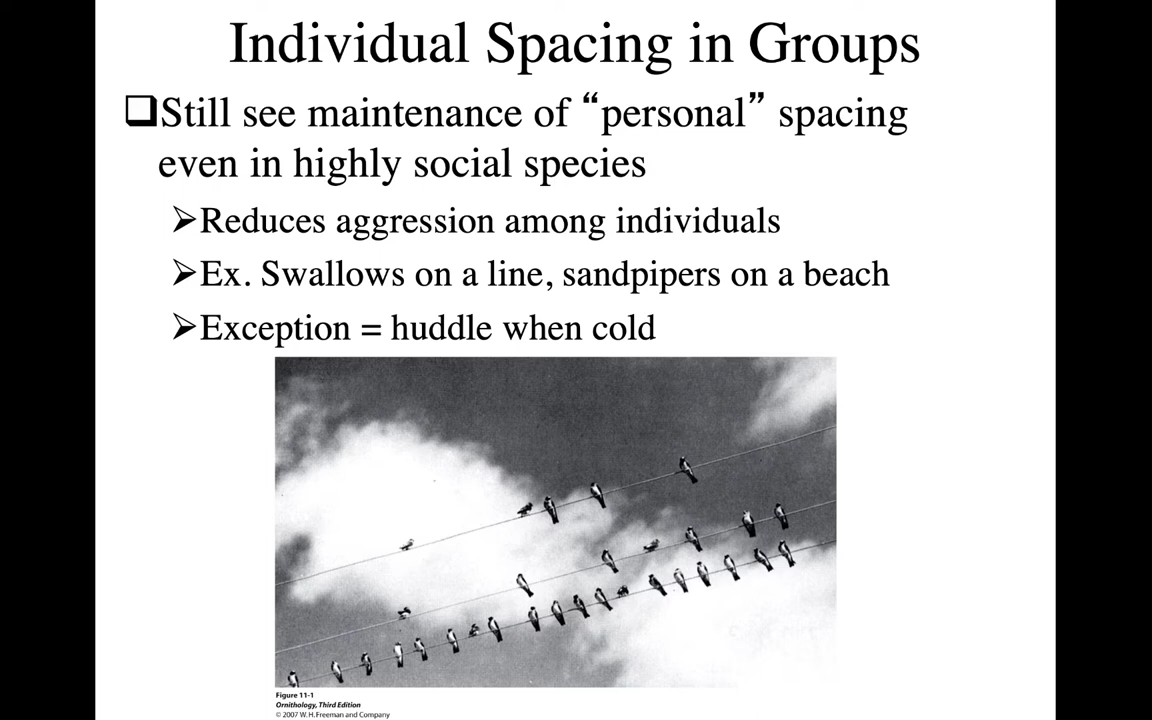 Individual Spacing in Groups
❑Still see maintenance of “personal” spacing
even in highly social species
➢Reduces aggression among individuals
➢Ex. Swallows on a line, sandpipers on a beach
➢Exception = huddle when cold
Figure 11-1
Ornithology, Third Edition
© 2007 W. H. Freeman and Company